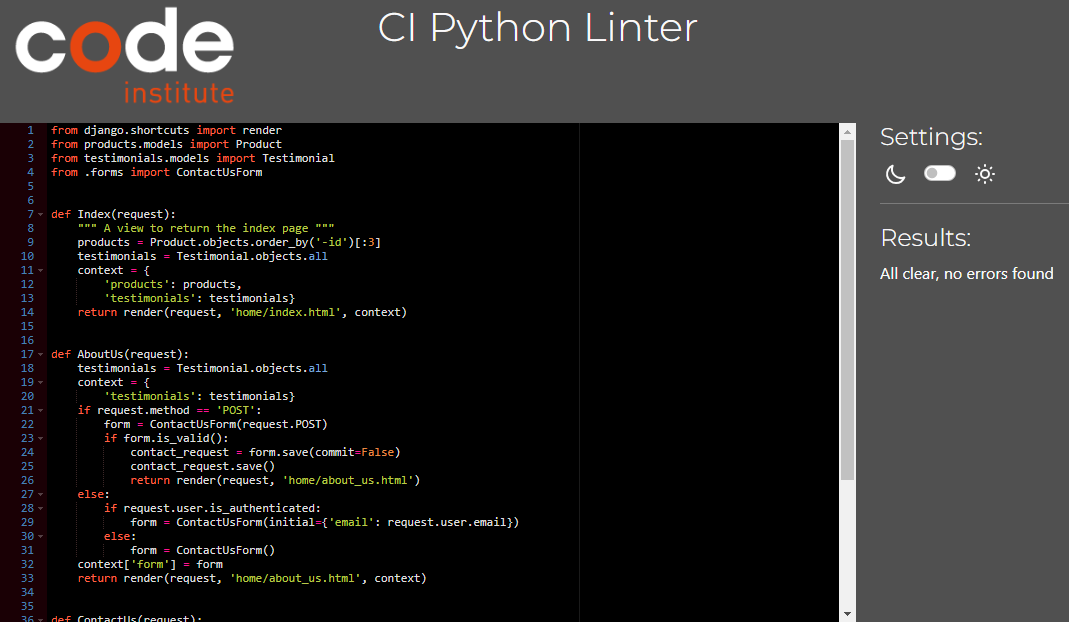 code
institute
CI Python Linter
1 from django.shortcuts import render
2 from products.models import Product
3 from testimonials.models import Testimonial
4 from .forms import ContactUsForm
5
6
7 def Index(request):
8     """ A view to return the index page """
9     products = Product.objects.order_by('-id')[:3]
10     testimonials = Testimonial.objects.all
11     context = {
12         'products': products,
13         'testimonials': testimonials}
14     return render(request, 'home/index.html', context)
15
16
17 def AboutUs(request):
18     testimonials = Testimonial.objects.all
19     context = {
20         'testimonials': testimonials}
21     if request.method == 'POST':
22         form = ContactUsForm(request.POST)
23         if form.is_valid():
24             contact_request = form.save(commit=False)
25             contact_request.save()
26             return render(request, 'home/about_us.html')
27     else:
28         if request.user.is_authenticated:
29             form = ContactUsForm(initial={'email': request.user.email})
30         else:
31             form = ContactUsForm()
32     context['form'] = form
33     return render(request, 'home/about_us.html', context)
34
35
36 def ContactUs(request):
Settings:
Results:
All clear, no errors found